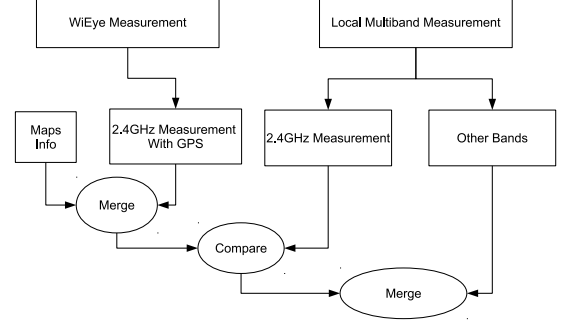 WiEye Measurement
Local Multiband Measurement
Maps
Info
2.4GHz Measurement
With GPS
2.4GHz Measurement
Other Bands
Merge
Compare
Merge